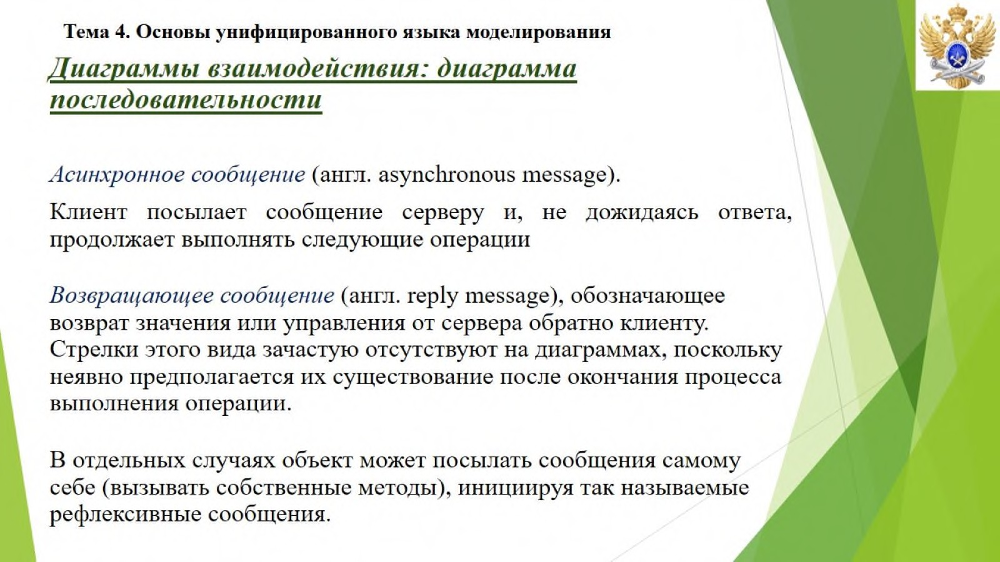 Тема 4. Основы унифицированного языка моделирования
Диаграммы взаимодействия: диаграмма
последовательности
Асинхронное сообщение (англ. asynchronous message).
Клиент посылает сообщение серверу и, не дожидаясь ответа,
продолжает выполнять следующие операции
Возвращающее сообщение (англ. reply message), обозначающее
возврат значения или управления от сервера обратно клиенту.
Стрелки этого вида зачастую отсутствуют на диаграммах, поскольку
неявно предполагается их существование после окончания процесса
выполнения операции.
В отдельных случаях объект может посылать сообщения самому
себе (вызывать собственные методы), инициируя так называемые
рефлексивные сообщения.